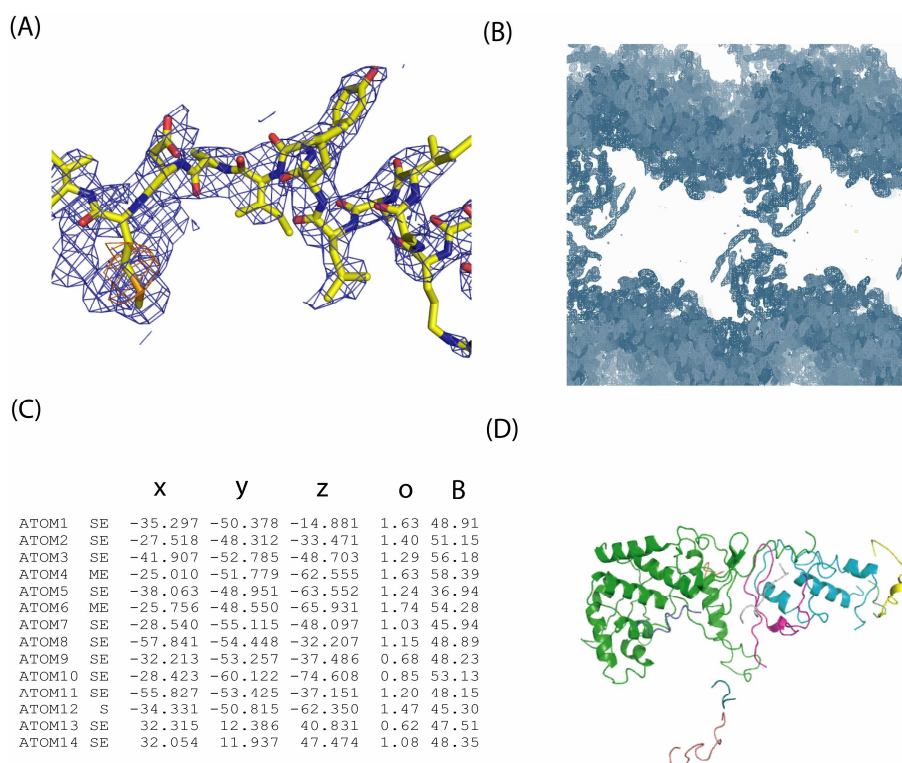 (A)
(B)
(C)
(D)
x y z o B
ATOM1 SE -35.297 -50.378 -14.881 1.63 48.91
ATOM2 SE -27.518 -48.312 -33.471 1.40 51.15
ATOM3 SE -41.907 -52.785 -48.703 1.29 56.18
ATOM4 ME -25.010 -51.779 -62.555 1.63 58.39
ATOM5 SE -38.063 -48.951 -63.552 1.24 36.94
ATOM6 ME -25.756 -48.550 -65.931 1.74 54.28
ATOM7 SE -28.540 -55.115 -48.097 1.03 45.94
ATOM8 SE -57.841 -54.448 -32.207 1.15 48.89
ATOM9 SE -32.213 -53.257 -37.486 0.68 48.23
ATOM10 SE -28.423 -60.122 -74.608 0.85 53.13
ATOM11 SE -55.827 -53.425 -37.151 1.20 48.15
ATOM12 S -34.331 -50.815 -62.350 1.47 45.30
ATOM13 SE 32.315 12.386 40.831 0.62 47.51
ATOM14 SE 32.054 11.937 47.474 1.08 48.35